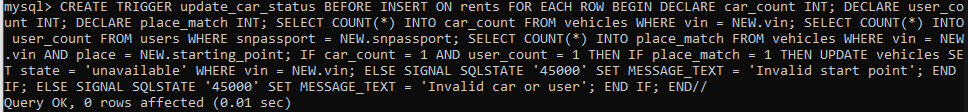 mysql> CREATE TRIGGER update_car_status BEFORE INSERT ON rents FOR EACH ROW BEGIN DECLARE car_count INT; DECLARE user_co
unt INT; DECLARE place_match INT; SELECT COUNT(*) INTO car_count FROM vehicles WHERE vin = NEW.vin; SELECT COUNT(*) INTO
 user_count FROM users WHERE snpassport = NEW.snpassport; SELECT COUNT(*) INTO place_match FROM vehicles WHERE vin = NEW
.vin AND place = NEW.starting_point; IF car_count = 1 AND user_count = 1 THEN IF place_match = 1 THEN UPDATE vehicles SE
T state = 'unavailable' WHERE vin = NEW.vin; ELSE SIGNAL SQLSTATE '45000' SET MESSAGE_TEXT = 'Invalid start point'; END
IF; ELSE SIGNAL SQLSTATE '45000' SET MESSAGE_TEXT = 'Invalid car or user'; END IF; END//
Query OK, 0 rows affected (0.01 sec)